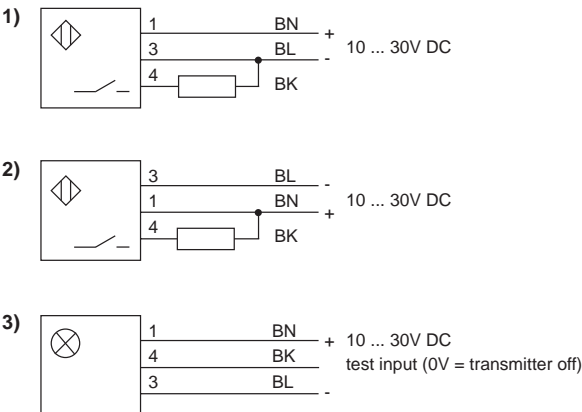 1)
1 BN +
3 BL - 10 ... 30V DC
4 BK
2)
3 BL -
1 BN + 10 ... 30V DC
4 BK
3)
1 BN + 10 ... 30V DC
4 BK test input (0V = transmitter off)
3 BL -